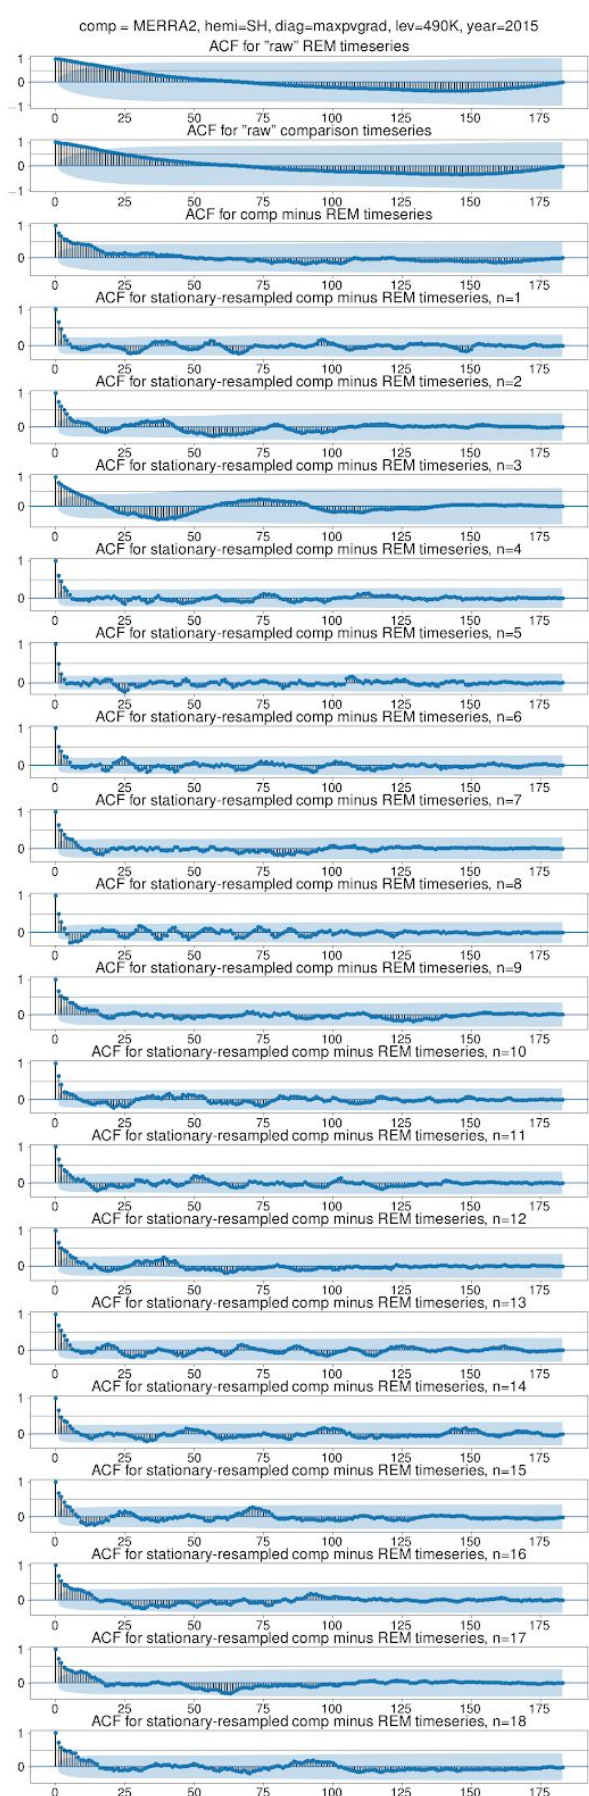 comp = MERRA2, hemi=SH, diag=maxpvgrad, lev=490K, year=2015
ACF for "raw" REM timeseries
1
0
−1
0 25 50 75 100 125 150 175
ACF for "raw" comparison timeseries
1
0
−1
0 25 50 75 100 125 150 175
ACF for comp minus REM timeseries
1
0
0 25 50 75 100 125 150 175
ACF for stationary-resampled comp minus REM timeseries, n=1
1
0
0 25 50 75 100 125 150 175
ACF for stationary-resampled comp minus REM timeseries, n=2
1
0
0 25 50 75 100 125 150 175
ACF for stationary-resampled comp minus REM timeseries, n=3
1
0
0 25 50 75 100 125 150 175
ACF for stationary-resampled comp minus REM timeseries, n=4
1
0
0 25 50 75 100 125 150 175
ACF for stationary-resampled comp minus REM timeseries, n=5
1
0
0 25 50 75 100 125 150 175
ACF for stationary-resampled comp minus REM timeseries, n=6
1
0
0 25 50 75 100 125 150 175
ACF for stationary-resampled comp minus REM timeseries, n=7
1
0
0 25 50 75 100 125 150 175
ACF for stationary-resampled comp minus REM timeseries, n=8
1
0
0 25 50 75 100 125 150 175
ACF for stationary-resampled comp minus REM timeseries, n=9
1
0
0 25 50 75 100 125 150 175
ACF for stationary-resampled comp minus REM timeseries, n=10
1
0
0 25 50 75 100 125 150 175
ACF for stationary-resampled comp minus REM timeseries, n=11
1
0
0 25 50 75 100 125 150 175
ACF for stationary-resampled comp minus REM timeseries, n=12
1
0
0 25 50 75 100 125 150 175
ACF for stationary-resampled comp minus REM timeseries, n=13
1
0
0 25 50 75 100 125 150 175
ACF for stationary-resampled comp minus REM timeseries, n=14
1
0
0 25 50 75 100 125 150 175
ACF for stationary-resampled comp minus REM timeseries, n=15
1
0
0 25 50 75 100 125 150 175
ACF for stationary-resampled comp minus REM timeseries, n=16
1
0
0 25 50 75 100 125 150 175
ACF for stationary-resampled comp minus REM timeseries, n=17
1
0
0 25 50 75 100 125 150 175
ACF for stationary-resampled comp minus REM timeseries, n=18
1
0
0 25 50 75 100 125 150 175